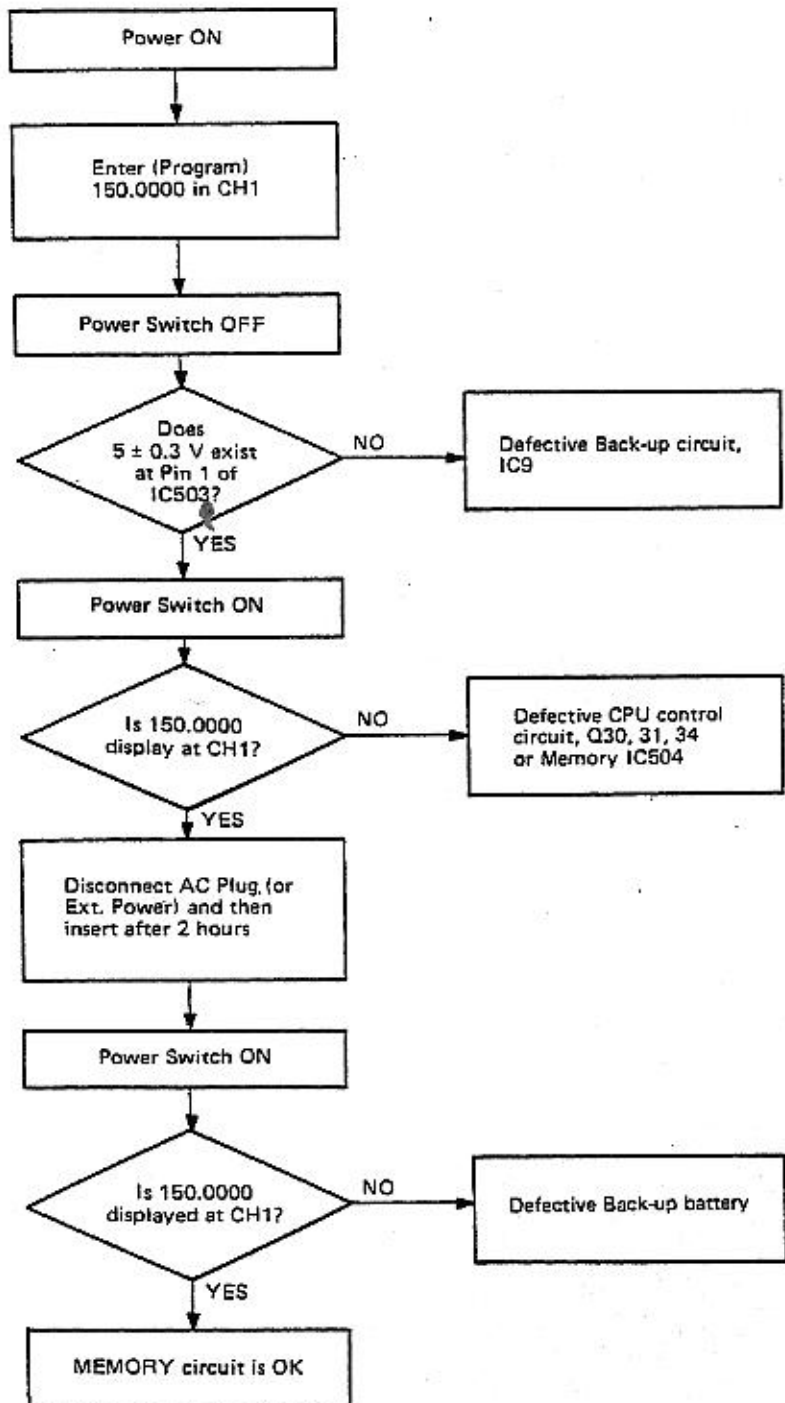 Power ON
Enter (Program)
150.0000 in CH1
Power Switch OFF
Does
5 ± 0.3 V exist
at Pin 1 of
IC503?
NO
Defective Back-up circuit,
IC9
YES
Power Switch ON
Is 150.0000
display at CH1?
NO
Defective CPU control
circuit, Q30, 31, 34
or Memory IC504
YES
Disconnect AC Plug, (or
Ext. Power) and then
insert after 2 hours
Power Switch ON
Is 150.0000
displayed at CH1?
NO
Defective Back-up battery
YES
MEMORY circuit is OK